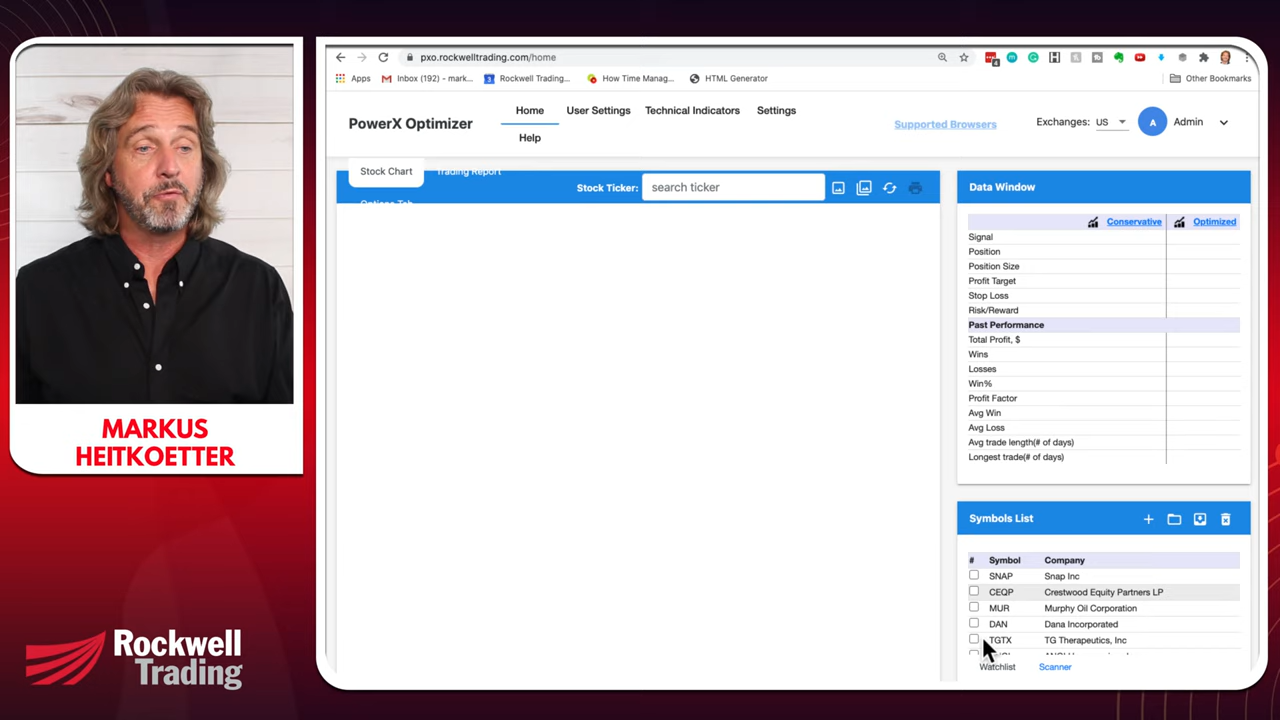 MARKUS
HEITKOETTER
Rockwell
Trading
pxo.rockwelltrading.com/home
4
Apps
Inbox (192) - mark...
Rockwell Trading...
How Time Manag...
HTML Generator
Other Bookmarks
PowerX Optimizer
Home
User Settings
Technical Indicators
Settings
Help
Supported Browsers
Exchanges: US
A
Admin
Stock Chart
Trading Report
Options Tab
Stock Ticker:
search ticker
Data Window
Conservative
Optimized
Signal
Position
Position Size
Profit Target
Stop Loss
Risk/Reward
Past Performance
Total Profit, $
Wins
Losses
Win%
Profit Factor
Avg Win
Avg Loss
Avg trade length(# of days)
Longest trade(# of days)
Symbols List
# Symbol Company
SNAP Snap Inc
CEQP Crestwood Equity Partners LP
MUR Murphy Oil Corporation
DAN Dana Incorporated
TGTX TG Therapeutics, Inc
Watchlist
Scanner